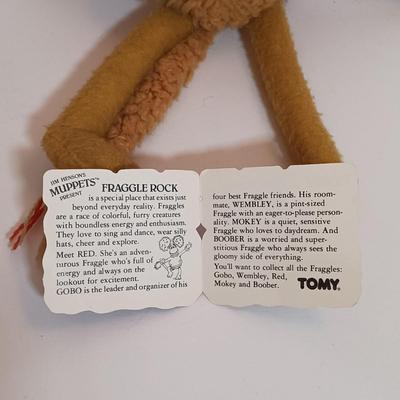 JIM HENSON'S
MUPPETS™
PRESENT
FRAGGLE ROCK
is a special place that exists just
beyond everyday reality. Fraggles
are a race of colorful, furry creatures
with boundless energy and enthusiasm.
They love to sing and dance, wear silly
hats, cheer and explore.
Meet RED. She's an adven-
turous Fraggle who's full of
energy and always on the
lookout for excitement.
GOBO is the leader and organizer of his
four best Fraggle friends. His room-
mate, WEMBLEY, is a pint-sized
Fraggle with an eager-to-please person-
ality. MOKEY is a quiet, sensitive
Fraggle who loves to daydream. And
BOOBER is a worried and super-
stitious Fraggle who always sees the
gloomy side of everything.
You'll want to collect all the Fraggles:
Gobo, Wembley, Red,
Mokey and Boober.
TOMY®